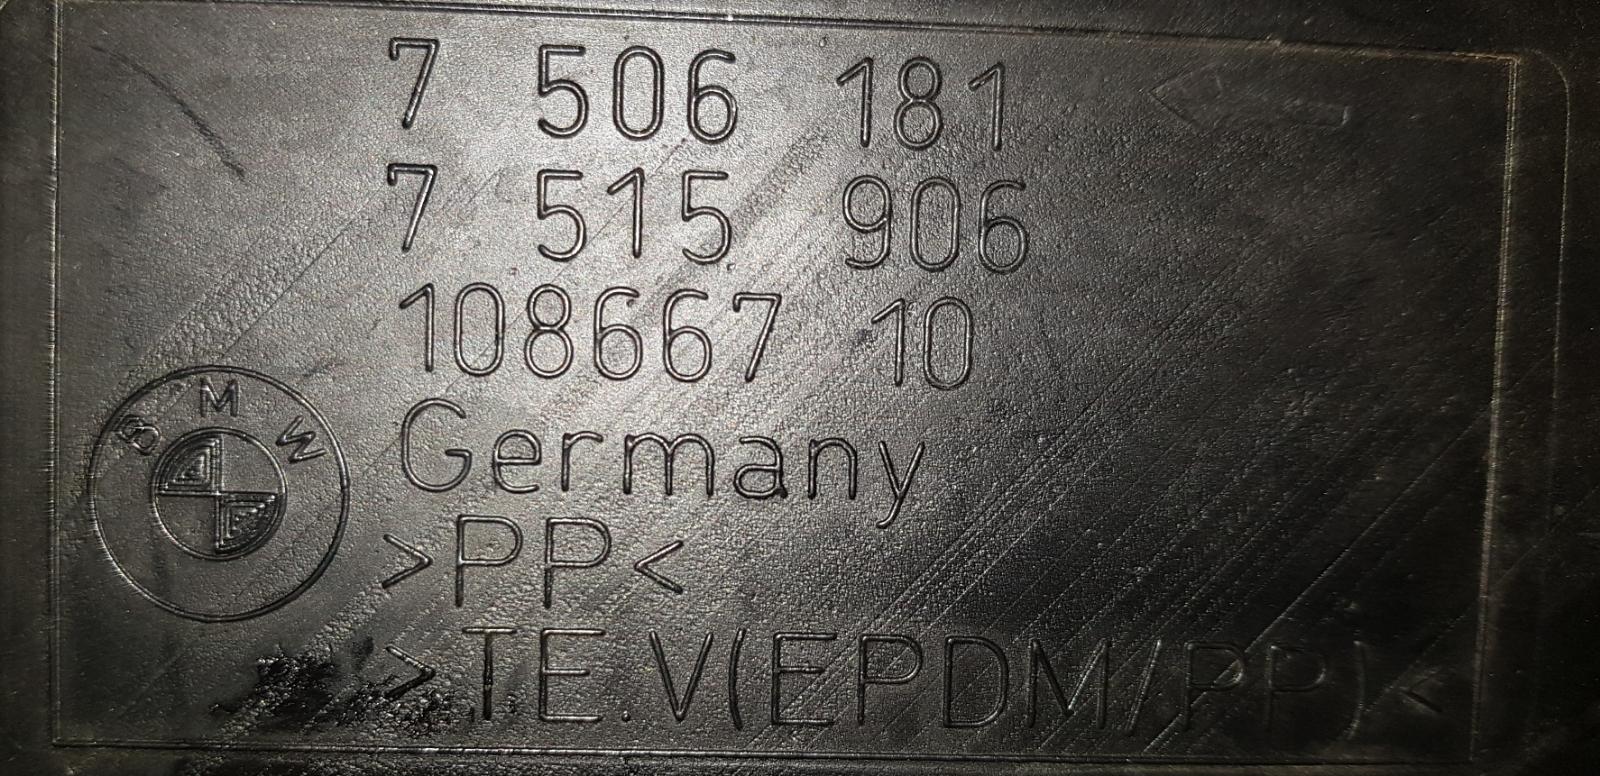 7 506 181
7 515 906
108667 10
Germany
BMW
>PP<
>TE.V(EPDM/PP)<